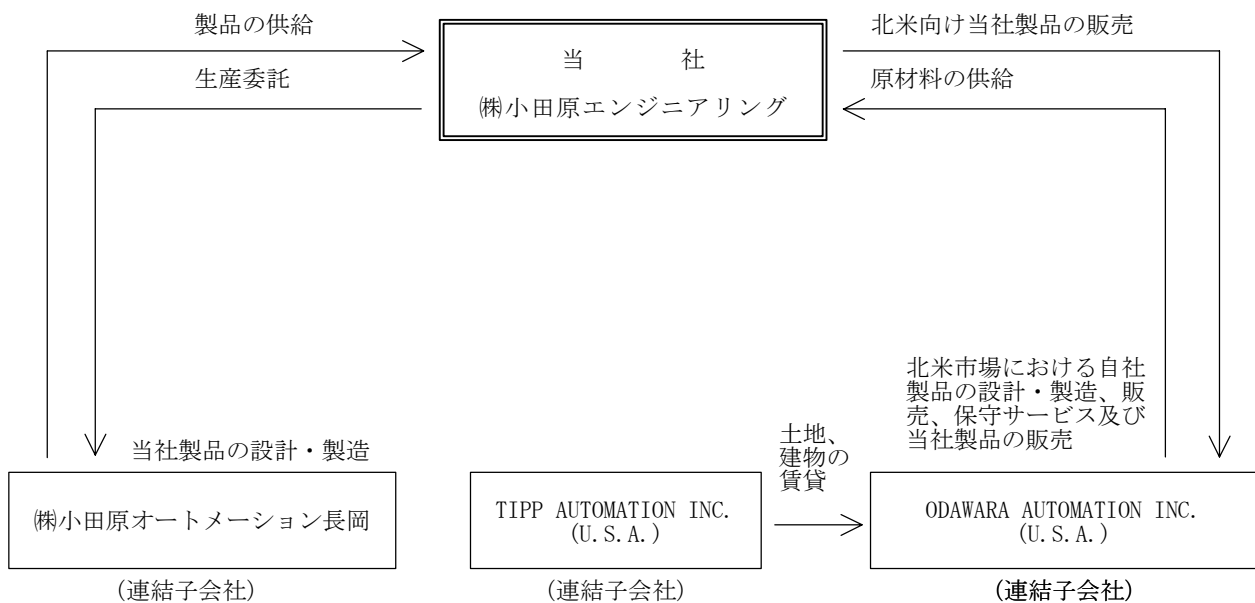 製品の供給
生産委託
当　　　社
㈱小田原エンジニアリング
北米向け当社製品の販売
原材料の供給
当社製品の設計・製造
土地、
建物の
賃貸
北米市場における自社
製品の設計・製造、販
売、保守サービス及び
当社製品の販売
㈱小田原オートメーション長岡
(連結子会社)
TIPP AUTOMATION INC.
(U.S.A.)
(連結子会社)
ODAWARA AUTOMATION INC.
(U.S.A.)
(連結子会社)